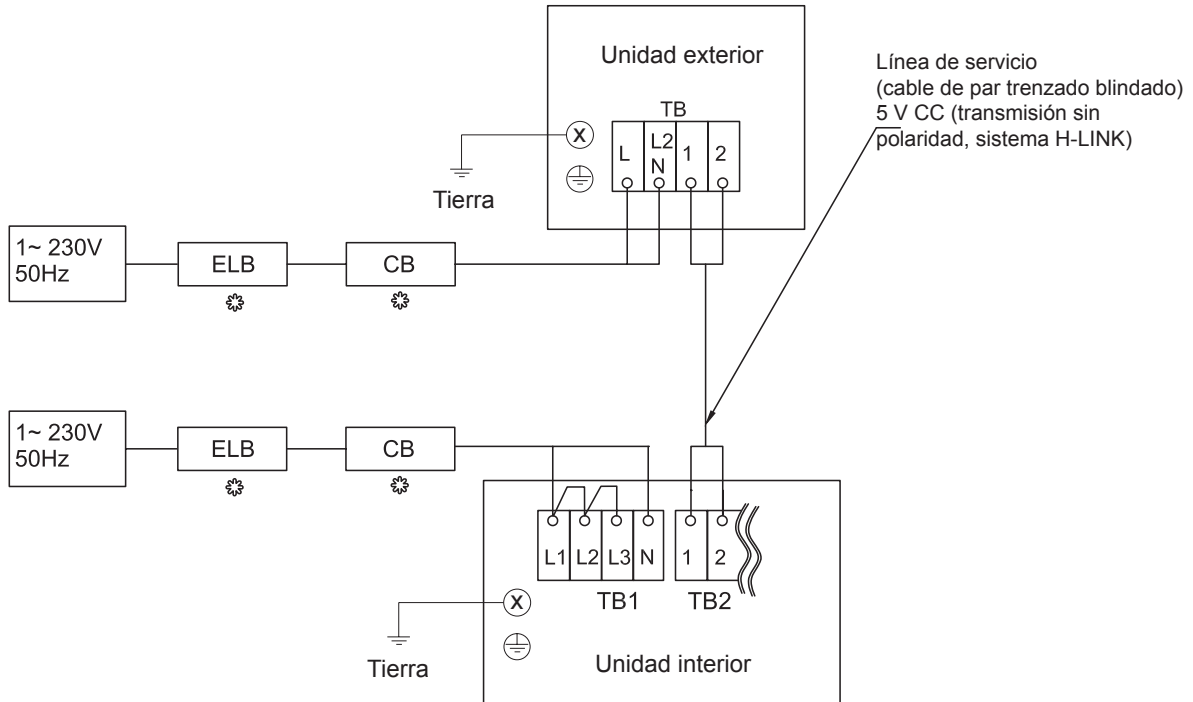 Unidad exterior
TB
L
L2
N
1
2
X
Tierra
Línea de servicio
(cable de par trenzado blindado)
5 V CC (transmisión sin
polaridad, sistema H-LINK)
1~ 230V
50Hz
ELB
CB
1~ 230V
50Hz
ELB
CB
L1
L2
L3
N
1
2
TB1
TB2
X
Tierra
Unidad interior